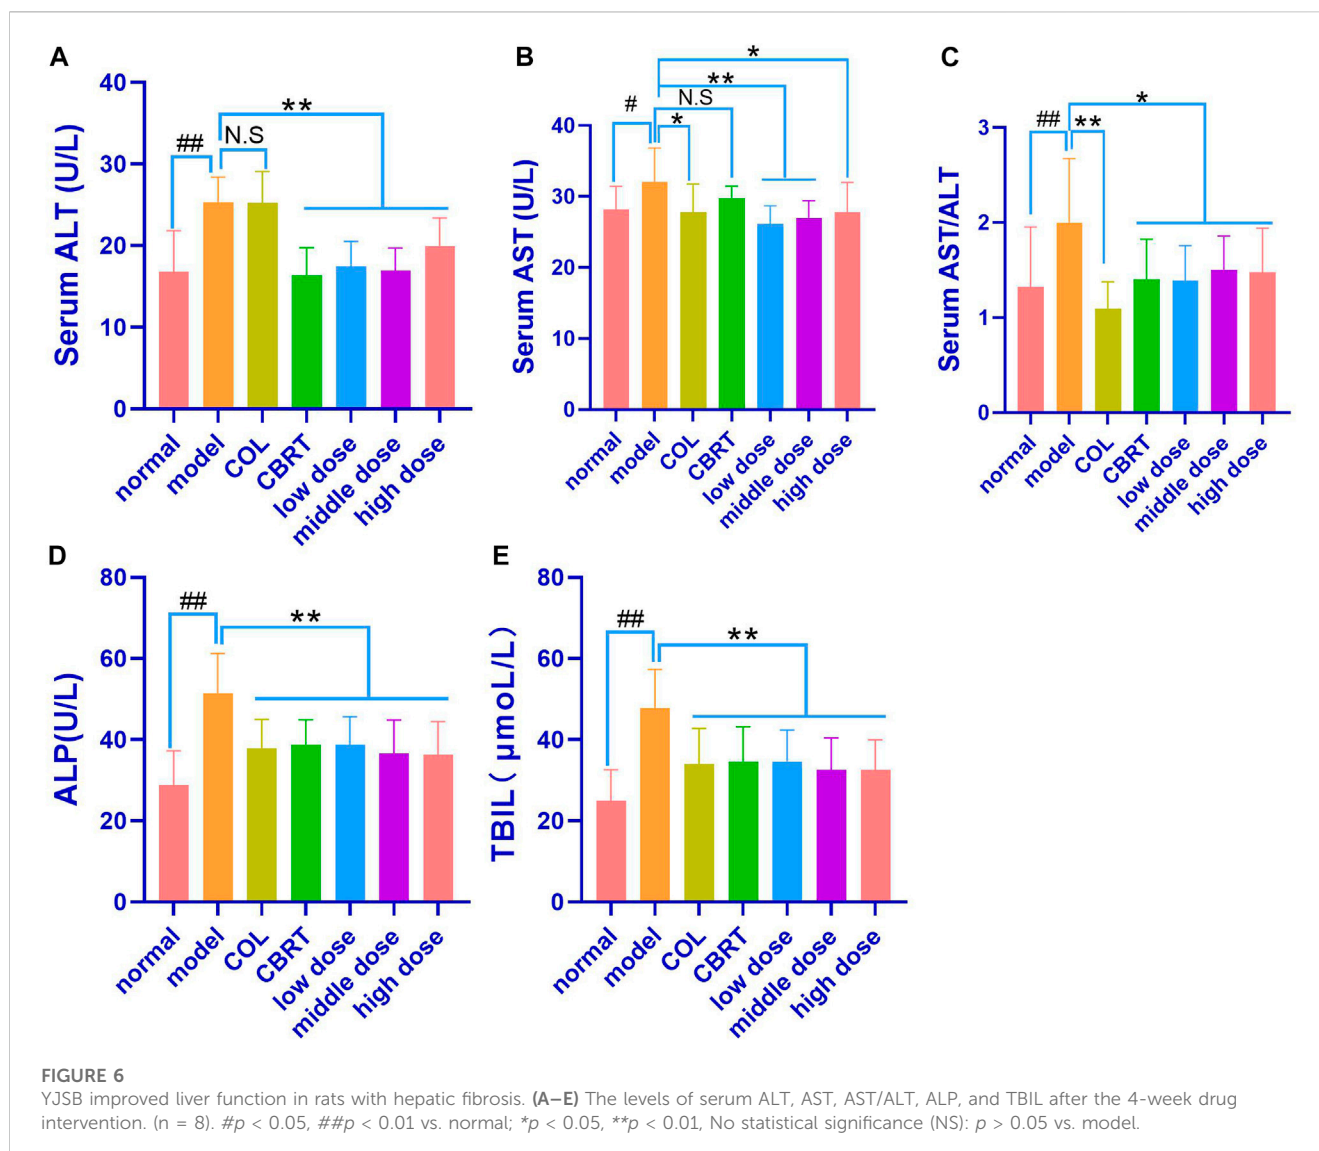 A
Serum ALT (U/L)
40
30
20
10
0
##
N.S
**
normal
model
COL
CBRT
low dose
middle dose
high dose
B
Serum AST (U/L)
40
30
20
10
0
#
*
N.S
**
*
normal
model
COL
CBRT
low dose
middle dose
high dose
C
Serum AST/ALT
3
2
1
0
##
**
*
normal
model
COL
CBRT
low dose
middle dose
high dose
D
ALP(U/L)
80
60
40
20
0
##
**
normal
model
COL
CBRT
low dose
middle dose
high dose
E
TBIL( μmoL/L)
80
60
40
20
0
##
**
normal
model
COL
CBRT
low dose
middle dose
high dose
FIGURE 6
YJSB improved liver function in rats with hepatic fibrosis. (A–E) The levels of serum ALT, AST, AST/ALT, ALP, and TBIL after the 4-week drug
intervention. (n = 8). #p < 0.05, ##p < 0.01 vs. normal; *p < 0.05, **p < 0.01, No statistical significance (NS): p > 0.05 vs. model.